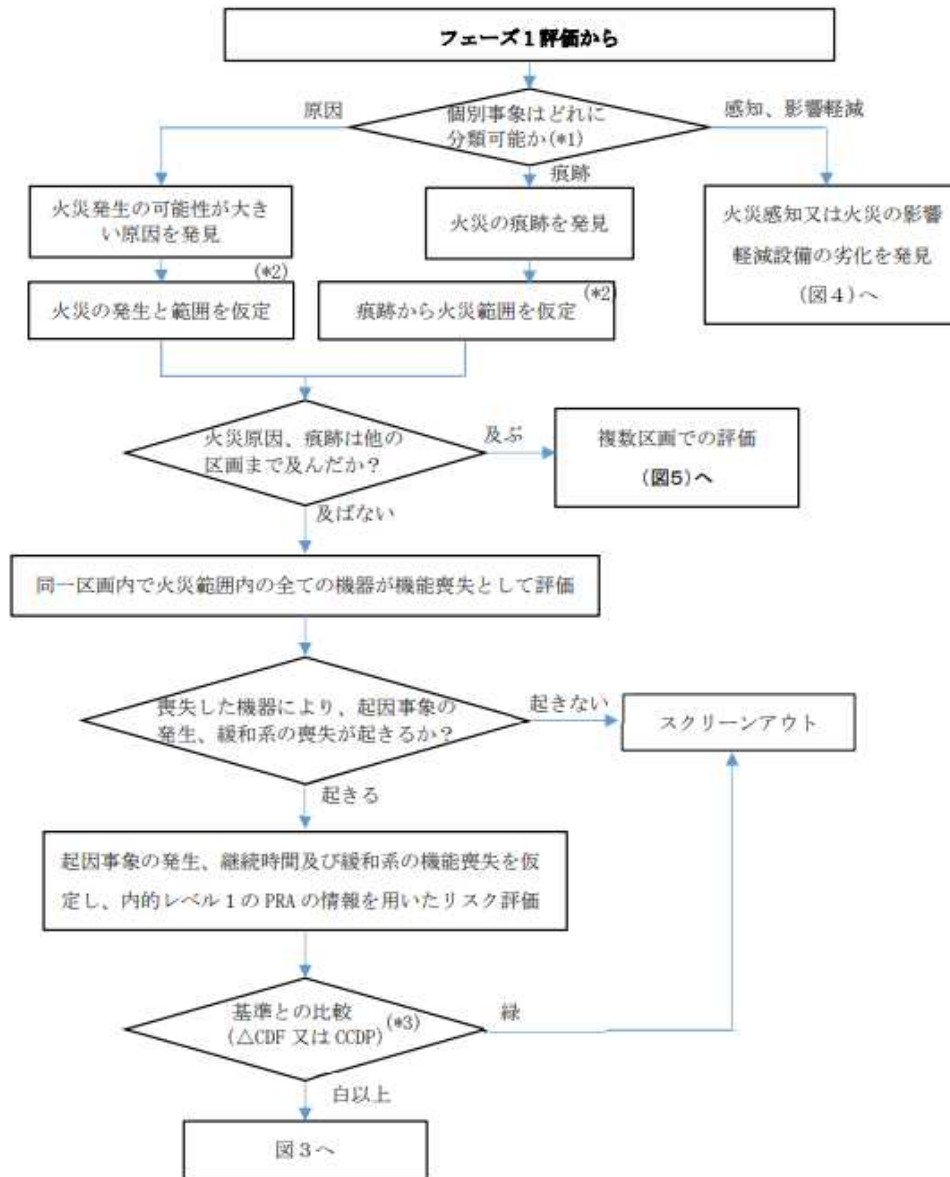 フェーズ１評価から
個別事象はどれに
分類可能か(*1)
原因
感知、影響軽減
痕跡
火災発生の可能性が大き
い原因を発見
火災の痕跡を発見
火災感知又は火災の影響
軽減設備の劣化を発見
(図４)へ
(*2)
火災の発生と範囲を仮定
(*2)
痕跡から火災範囲を仮定
火災原因、痕跡は他の
区画まで及んだか？
及ぶ
複数区画での評価
(図5)へ
及ばない
同一区画内で火災範囲内の全ての機器が機能喪失として評価
喪失した機器により、起因事象の
発生、緩和系の喪失が起きるか？
起きない
スクリーンアウト
起きる
起因事象の発生、継続時間及び緩和系の機能喪失を仮
定し、内的レベル１の PRA の情報を用いたリスク評価
基準との比較(*3)
(△CDF 又は CCDP)
緑
白以上
図３へ